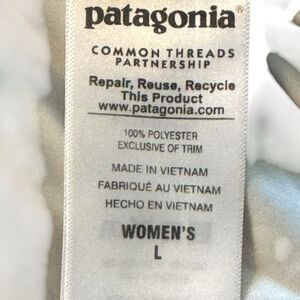 patagonia®
COMMON THREADS
PARTNERSHIP
Repair, Reuse, Recycle
This Product
www.patagonia.com
100% POLYESTER
EXCLUSIVE OF TRIM
MADE IN VIETNAM
FABRIQUÉ AU VIETNAM
HECHO EN VIETNAM
WOMEN'S
L